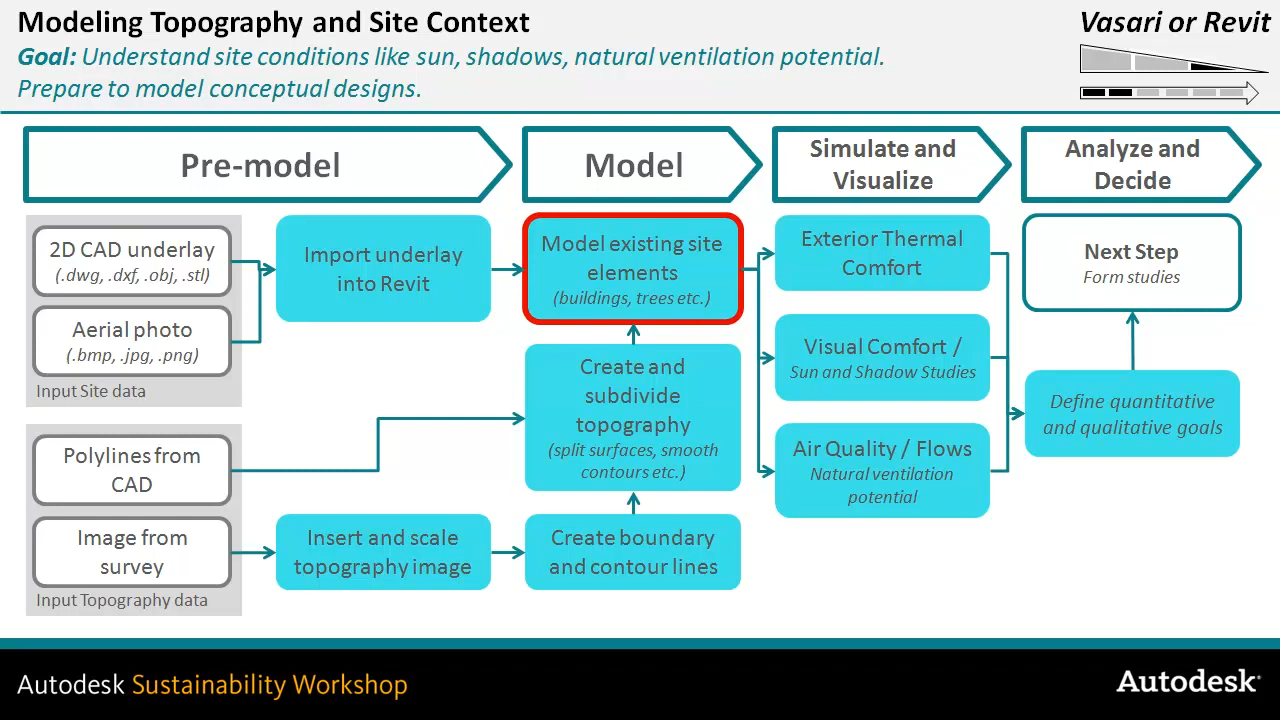 Modeling Topography and Site Context
Goal: Understand site conditions like sun, shadows, natural ventilation potential.
Prepare to model conceptual designs.
Vasari or Revit
Pre-model
Model
Simulate and
Visualize
Analyze and
Decide
2D CAD underlay
(.dwg, .dxf, .obj, .stl)
Aerial photo
(.bmp, .jpg, .png)
Input Site data
Import underlay
into Revit
Model existing site
elements
(buildings, trees etc.)
Create and
subdivide
topography
(split surfaces, smooth
contours etc.)
Polylines from
CAD
Image from
survey
Input Topography data
Insert and scale
topography image
Create boundary
and contour lines
Exterior Thermal
Comfort
Visual Comfort /
Sun and Shadow Studies
Air Quality / Flows
Natural ventilation
potential
Next Step
Form studies
Define quantitative
and qualitative goals
Autodesk Sustainability Workshop
Autodesk